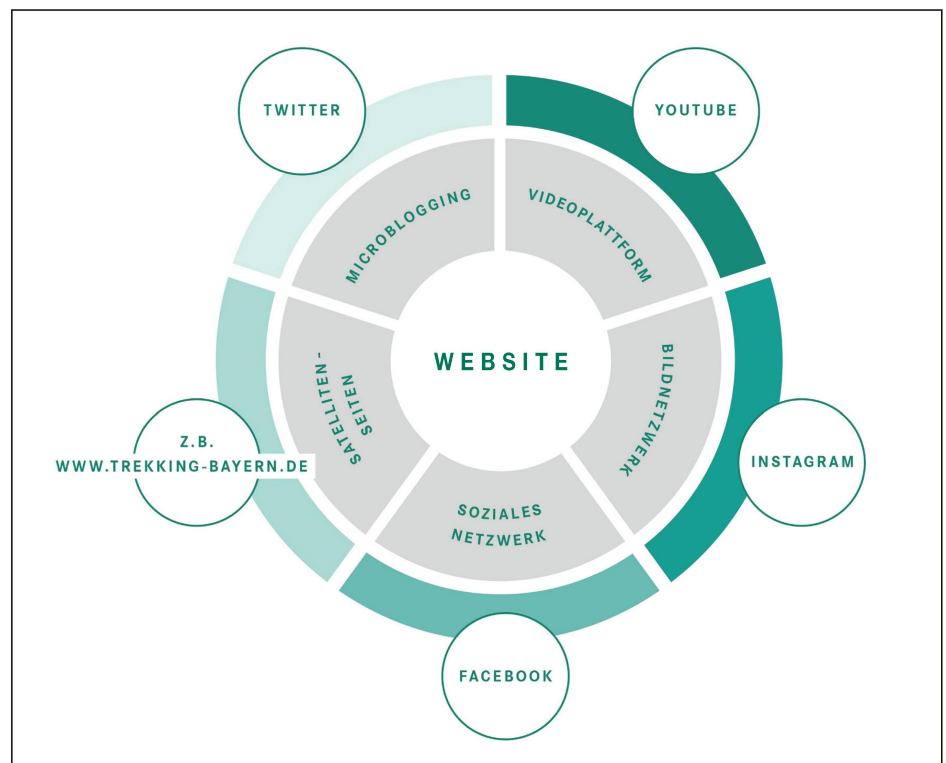 TWITTER
YOUTUBE
MICROBLOGGING
VIDEOPLATTFORM
WEBSITE
SATELLITEN-
SEITEN
BILDNETZWERK
Z.B.
WWW.TREKKING-BAYERN.DE
INSTAGRAM
SOZIALES
NETZWERK
FACEBOOK